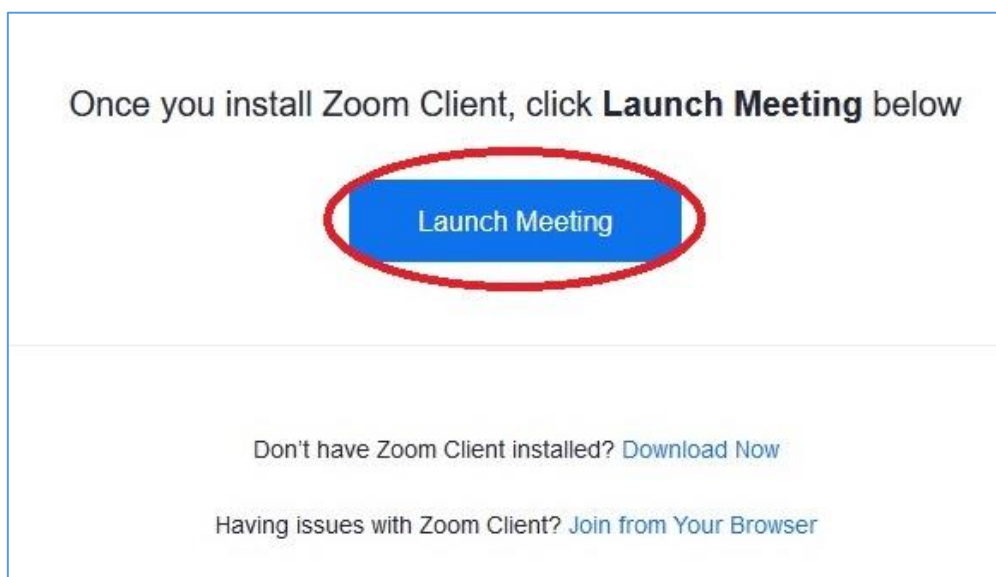 Once you install Zoom Client, click Launch Meeting below
Launch Meeting
Don't have Zoom Client installed? Download Now
Having issues with Zoom Client? Join from Your Browser